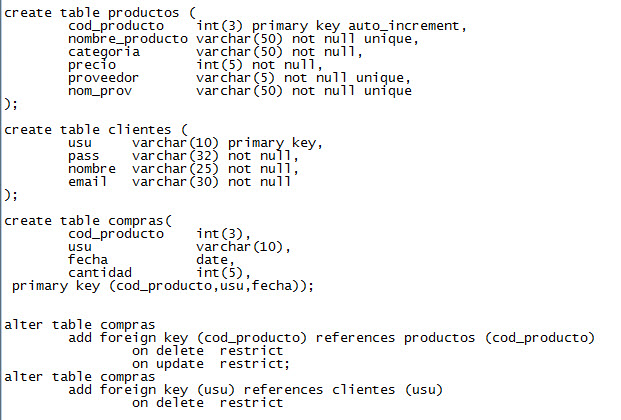 create table productos (
cod_producto int(3) primary key auto_increment,
nombre_producto varchar(50) not null unique,
categoria varchar(50) not null,
precio int(5) not null,
proveedor varchar(5) not null unique,
nom_prov varchar(50) not null unique
);
create table clientes (
usu varchar(10) primary key,
pass varchar(32) not null,
nombre varchar(25) not null,
email varchar(30) not null
);
create table compras(
cod_producto int(3),
usu varchar(10),
fecha date,
cantidad int(5),
primary key (cod_producto,usu,fecha));
alter table compras
add foreign key (cod_producto) references productos (cod_producto)
on delete restrict
on update restrict;
alter table compras
add foreign key (usu) references clientes (usu)
on delete restrict